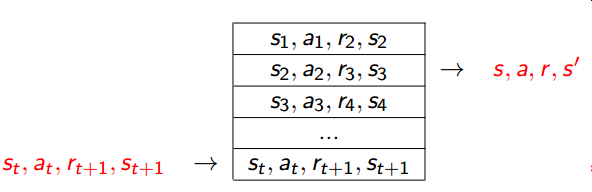 s₁, a₁, r₂, s₂
s₂, a₂, r₃, s₃ → s, a, r, s′
s₃, a₃, r₄, s₄
...
sₜ, aₜ, rₜ₊₁, sₜ₊₁ → sₜ, aₜ, rₜ₊₁, sₜ₊₁